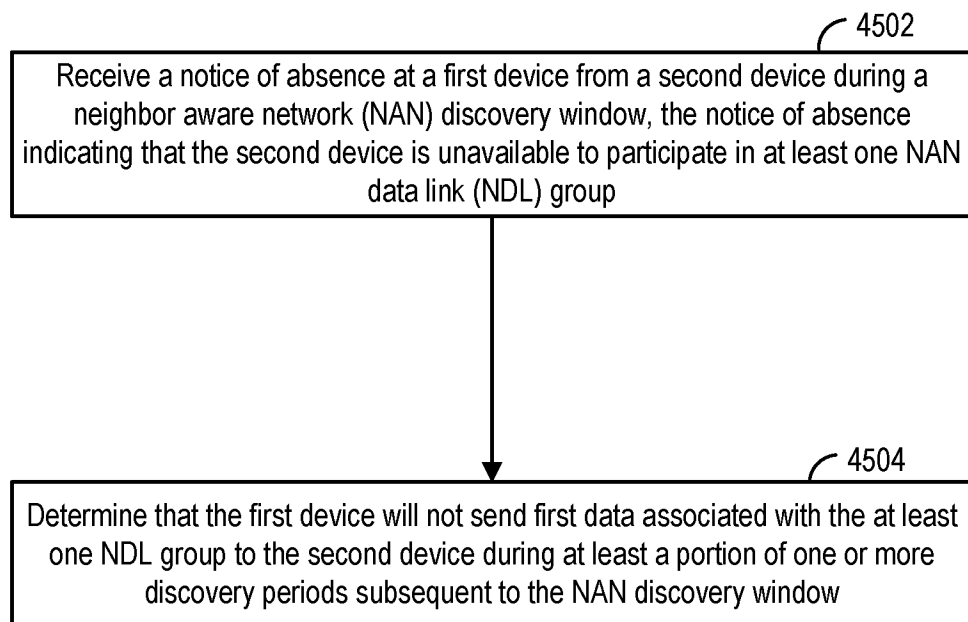 4502
Receive a notice of absence at a first device from a second device during a
neighbor aware network (NAN) discovery window, the notice of absence
indicating that the second device is unavailable to participate in at least one NAN
data link (NDL) group
4504
Determine that the first device will not send first data associated with the at least
one NDL group to the second device during at least a portion of one or more
discovery periods subsequent to the NAN discovery window